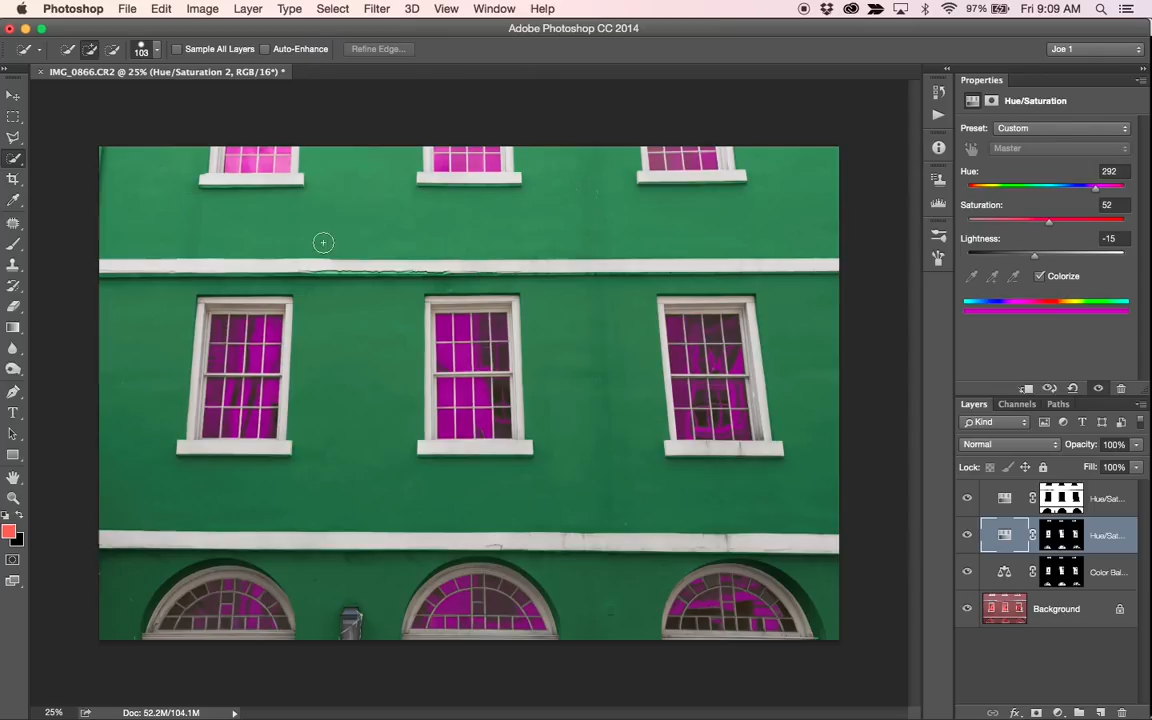 Photoshop File Edit Image Layer Type Select Filter 3D View Window Help 97% Fri 9:09 AM
Adobe Photoshop CC 2014
103 Sample All Layers Auto-Enhance Refine Edge... Joe 1
× IMG_0866.CR2 @ 25% (Hue/Saturation 2, RGB/16*) *
Properties
Hue/Saturation
Preset: Custom
Master
Hue: 292
Saturation: 52
Lightness: -15
Colorize
Layers Channels Paths
Kind
Normal Opacity: 100%
Lock: Fill: 100%
Hue/Sat...
Hue/Sat...
Color Bal...
Background
25% Doc: 52.2M/104.1M